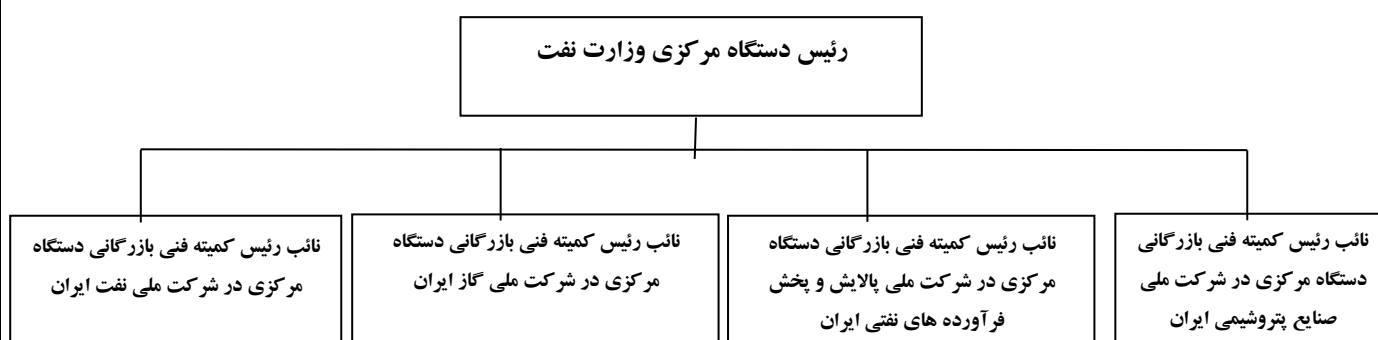 رئیس دستگاه مرکزی وزارت نفت
نائب رئیس کمیته فنی بازرگانی
دستگاه مرکزی در شرکت ملی
صنایع پتروشیمی ایران
نائب رئیس کمیته فنی بازرگانی دستگاه
مرکزی در شرکت ملی پالایش و پخش
فرآورده های نفتی ایران
نائب رئیس کمیته فنی بازرگانی دستگاه
مرکزی در شرکت ملی گاز ایران
نائب رئیس کمیته فنی بازرگانی دستگاه
مرکزی در شرکت ملی نفت ایران